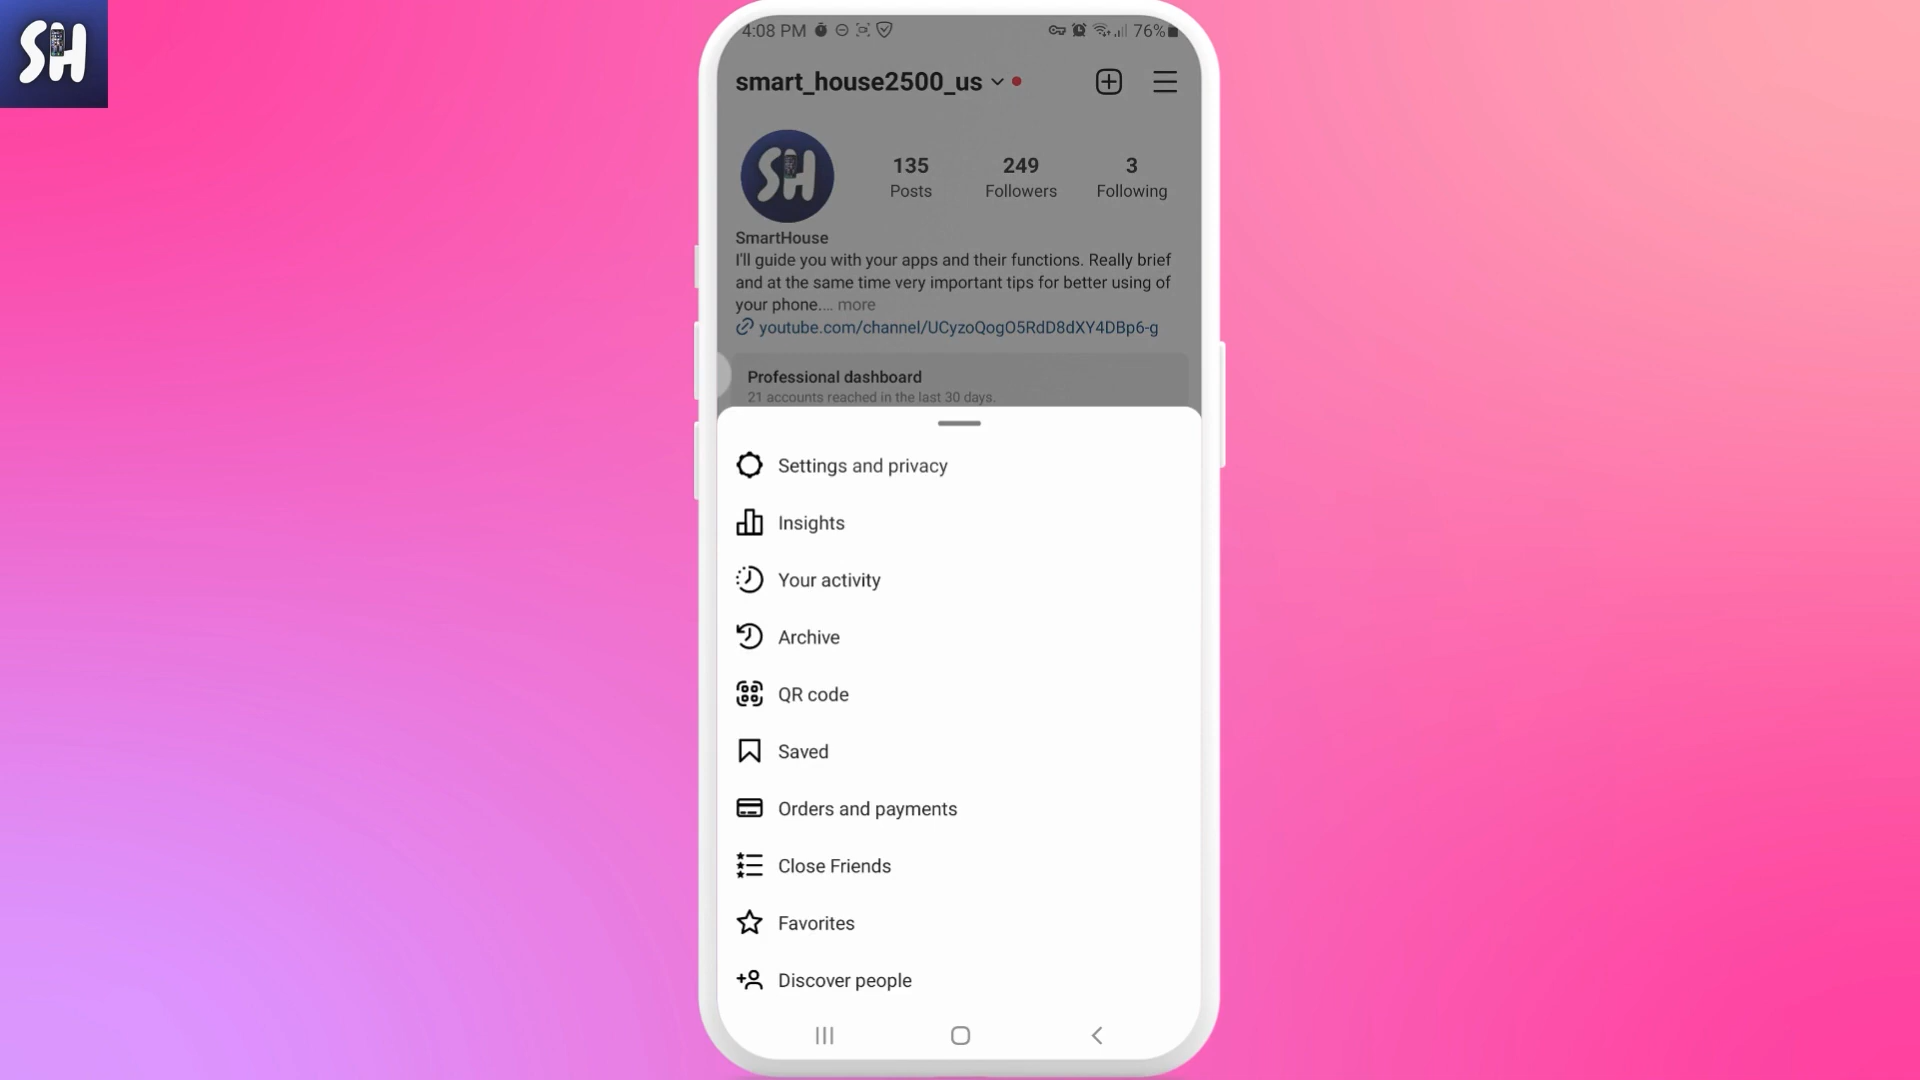 SH
4:08 PM
76%
smart_house2500_us
SH
135
249
3
Posts
Followers
Following
SmartHouse
I'll guide you with your apps and their functions. Really brief
and at the same time very important tips for better using of
your phone.... more
youtube.com/channel/UCyzoQogO5RdD8dXY4DBp6-g
Professional dashboard
21 accounts reached in the last 30 days.
Settings and privacy
Insights
Your activity
Archive
QR code
Saved
Orders and payments
Close Friends
Favorites
Discover people